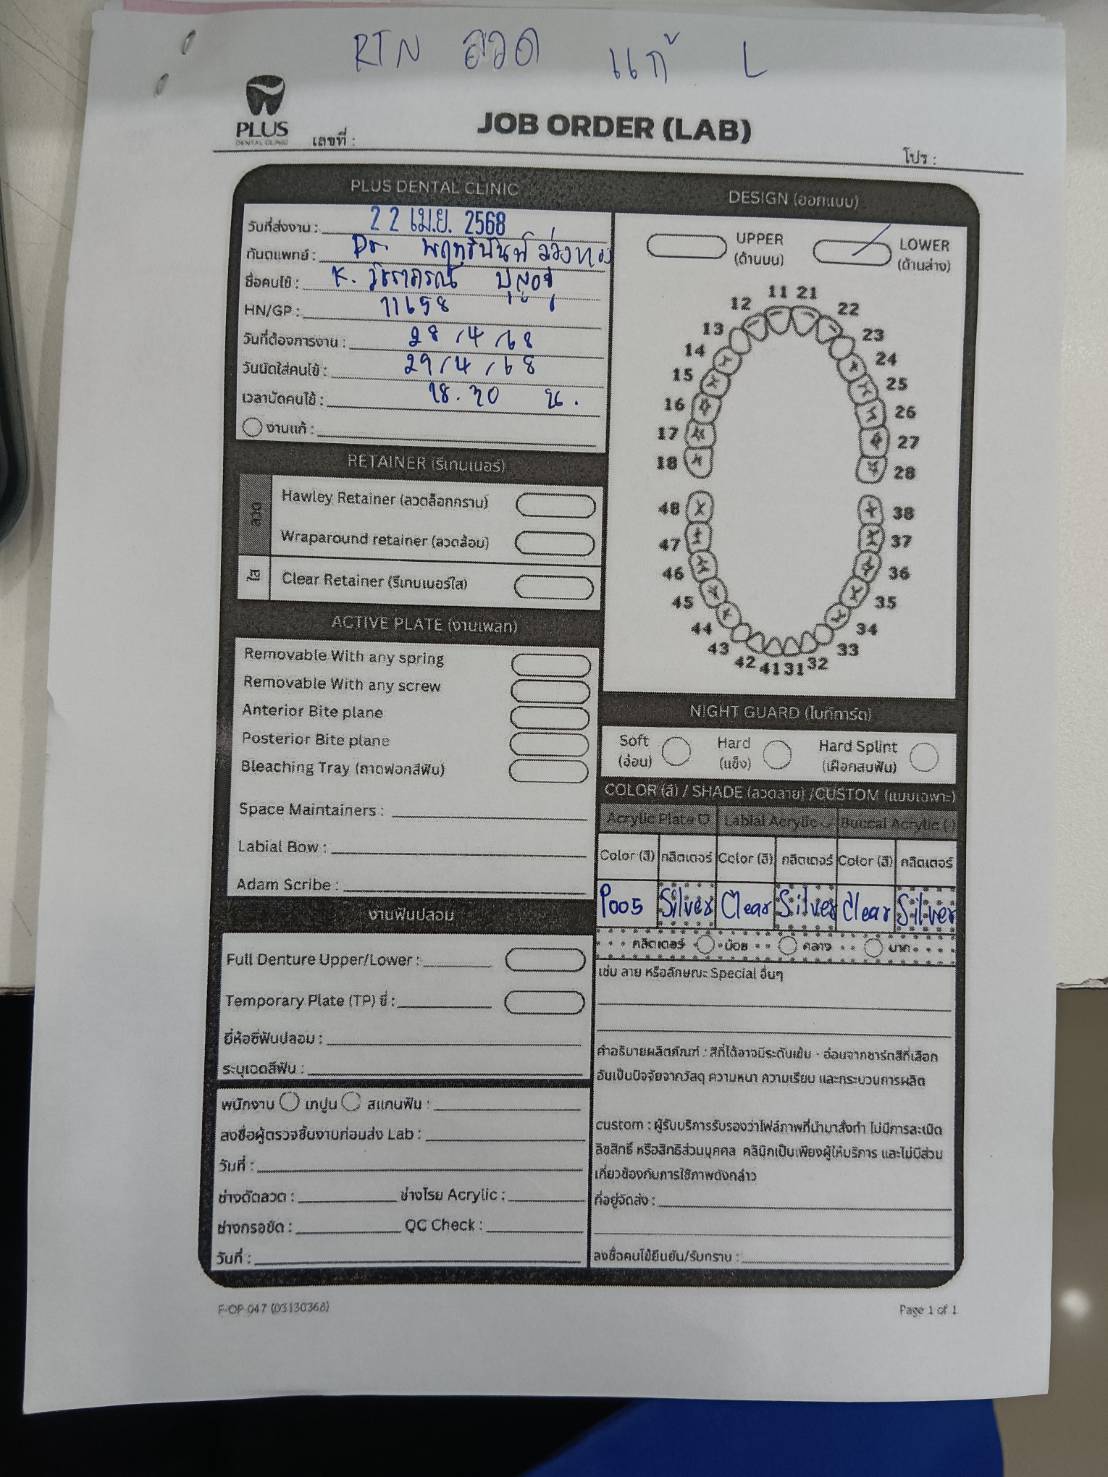 RTN ลวด แก้ L
PLUS
DENTAL CLINIC
เลขที่ :
JOB ORDER (LAB)
โปร :
PLUS DENTAL CLINIC
วันที่ส่งงาน : 22 เม.ย. 2568
ทันตแพทย์ : Dr.
ชื่อคนไข้ : K.
HN/GP : 11658
วันที่ต้องการงาน : 28/4/68
วันนัดใส่คนไข้ : 29/4/68
เวลานัดคนไข้ : 18.30 น.
งานแก้ :
DESIGN (ออกแบบ)
UPPER (ด้านบน)
LOWER (ด้านล่าง)
11 21
12 22
13 23
14 24
15 25
16 26
17 27
18 28
48 38
47 37
46 36
45 35
44 34
43 33
42 41 31 32
RETAINER (รีเทนเนอร์)
ลวด
Hawley Retainer (ลวดล็อกกราม)
Wraparound retainer (ลวดล้อม)
ใส
Clear Retainer (รีเทนเนอร์ใส)
ACTIVE PLATE (งานเพลท)
Removable With any spring
Removable With any screw
Anterior Bite plane
Posterior Bite plane
Bleaching Tray (ถาดฟอกสีฟัน)
Space Maintainers :
Labial Bow :
Adam Scribe :
งานฟันปลอม
Full Denture Upper/Lower :
Temporary Plate (TP) ซี่ :
ยี่ห้อซี่ฟันปลอม :
ระบุเฉดสีฟัน :
พนักงาน เทปูน สแกนฟัน :
ลงชื่อผู้ตรวจชิ้นงานก่อนส่ง Lab :
วันที่ :
ช่างดัดลวด : ช่างโรย Acrylic :
ช่างกรอขัด : QC Check :
วันที่ :
NIGHT GUARD (ไนท์การ์ด)
Soft (อ่อน)
Hard (แข็ง)
Hard Splint (เฝือกสบฟัน)
COLOR (สี) / SHADE (ลวดลาย) /CUSTOM (แบบเฉพาะ)
Acrylic Plate Labial Acrylic Buccal Acrylic ( )
Color (สี) กลิตเตอร์ Color (สี) กลิตเตอร์ Color (สี) กลิตเตอร์
P005 Silver Clear Silver Clear Silver
กลิตเตอร์ น้อย กลาง มาก
เช่น ลาย หรือลักษณะ Special อื่นๆ
คำอธิบายผลิตภัณฑ์ : สีที่ได้อาจมีระดับเข้ม - อ่อนจากชาร์ทสีที่เลือก
อันเป็นปัจจัยจากวัสดุ ความหนา ความเรียบ และกระบวนการผลิต
custom : ผู้รับบริการรับรองว่าไฟล์ภาพที่นำมาสั่งทำ ไม่มีการละเมิด
ลิขสิทธิ์ หรือสิทธิส่วนบุคคล คลินิกเป็นเพียงผู้ให้บริการ และไม่มีส่วน
เกี่ยวข้องกับการใช้ภาพดังกล่าว
ที่อยู่จัดส่ง :
ลงชื่อคนไข้ยืนยัน/รับทราบ :
F-OP-047 (03130368)
Page 1 of 1